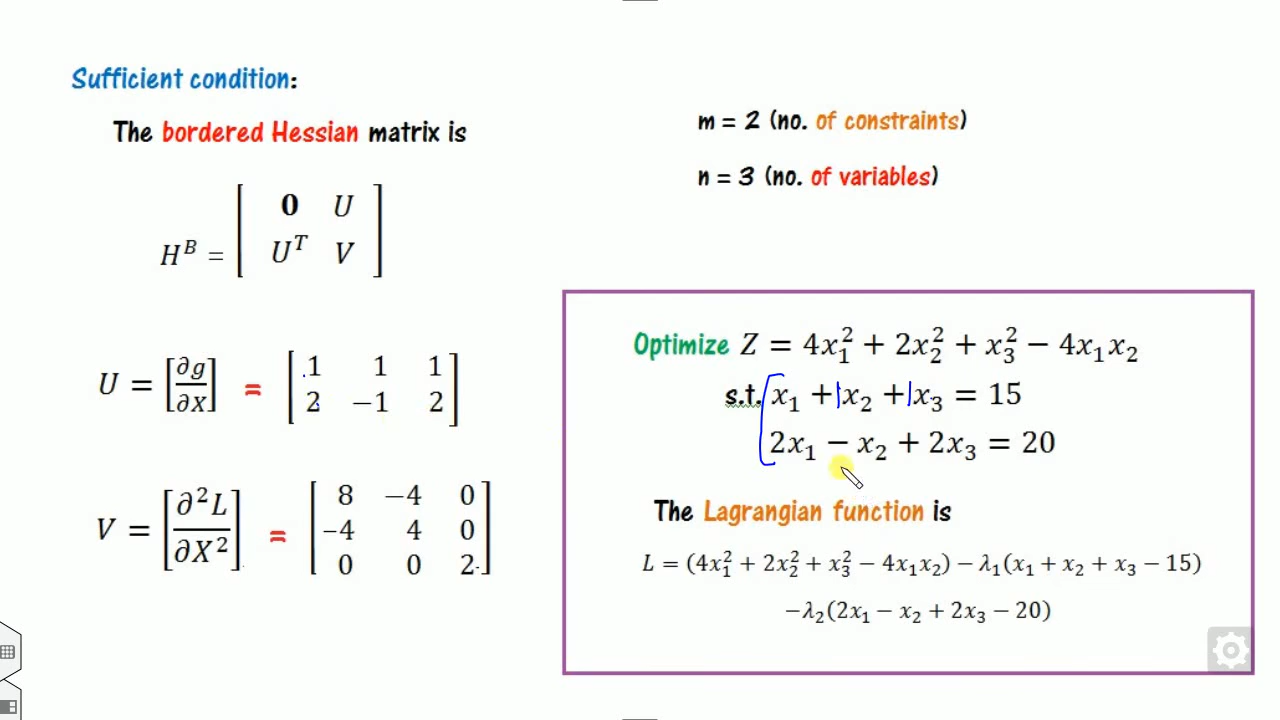 Sufficient condition:
The bordered Hessian matrix is
H^B = [ 0 U
U^T V ]
U = [∂g/∂X] = [ 1 1 1
2 −1 2 ]
V = [∂²L/∂X²] = [ 8 −4 0
−4 4 0
0 0 2 ]
m = 2 (no. of constraints)
n = 3 (no. of variables)
Optimize Z = 4x₁² + 2x₂² + x₃² − 4x₁x₂
s.t. x₁ + 1x₂ + 1x₃ = 15
2x₁ − x₂ + 2x₃ = 20
The Lagrangian function is
L = (4x₁² + 2x₂² + x₃² − 4x₁x₂) − λ₁(x₁ + x₂ + x₃ − 15)
−λ₂(2x₁ − x₂ + 2x₃ − 20)